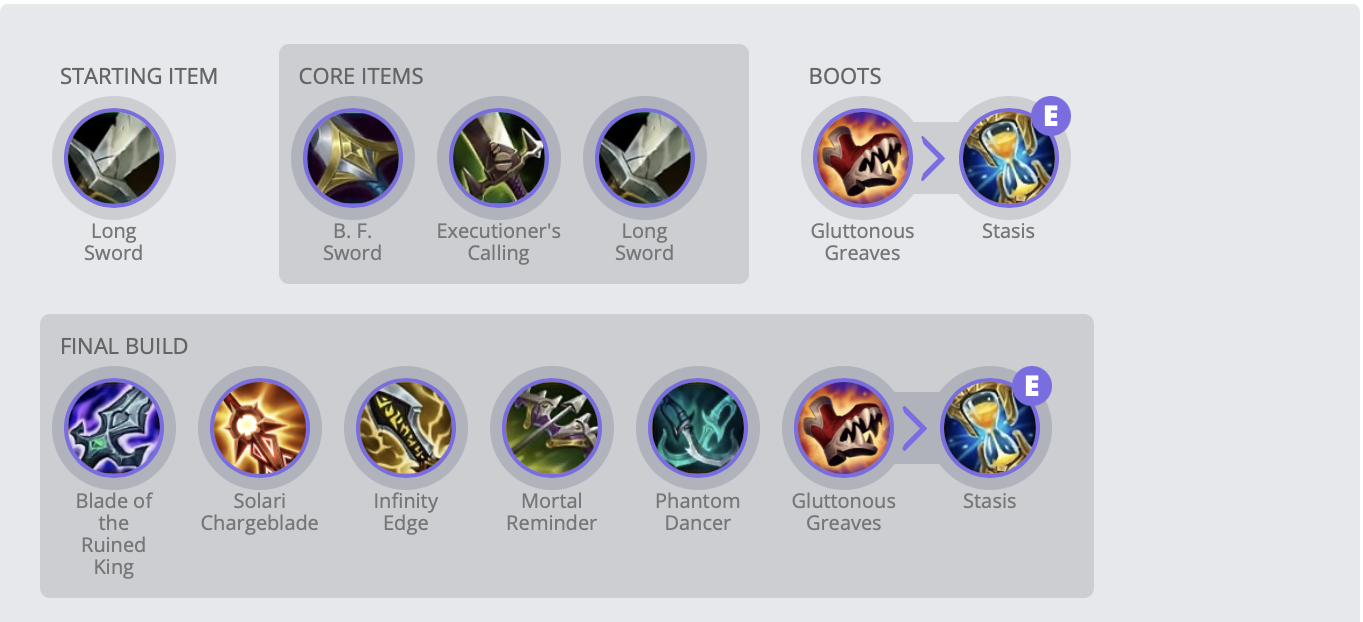 STARTING ITEM
Long
Sword
CORE ITEMS
B. F.
Sword
Executioner's
Calling
Long
Sword
BOOTS
Gluttonous
Greaves
E
Stasis
FINAL BUILD
Blade of
the
Ruined
King
Solari
Chargeblade
Infinity
Edge
Mortal
Reminder
Phantom
Dancer
Gluttonous
Greaves
E
Stasis